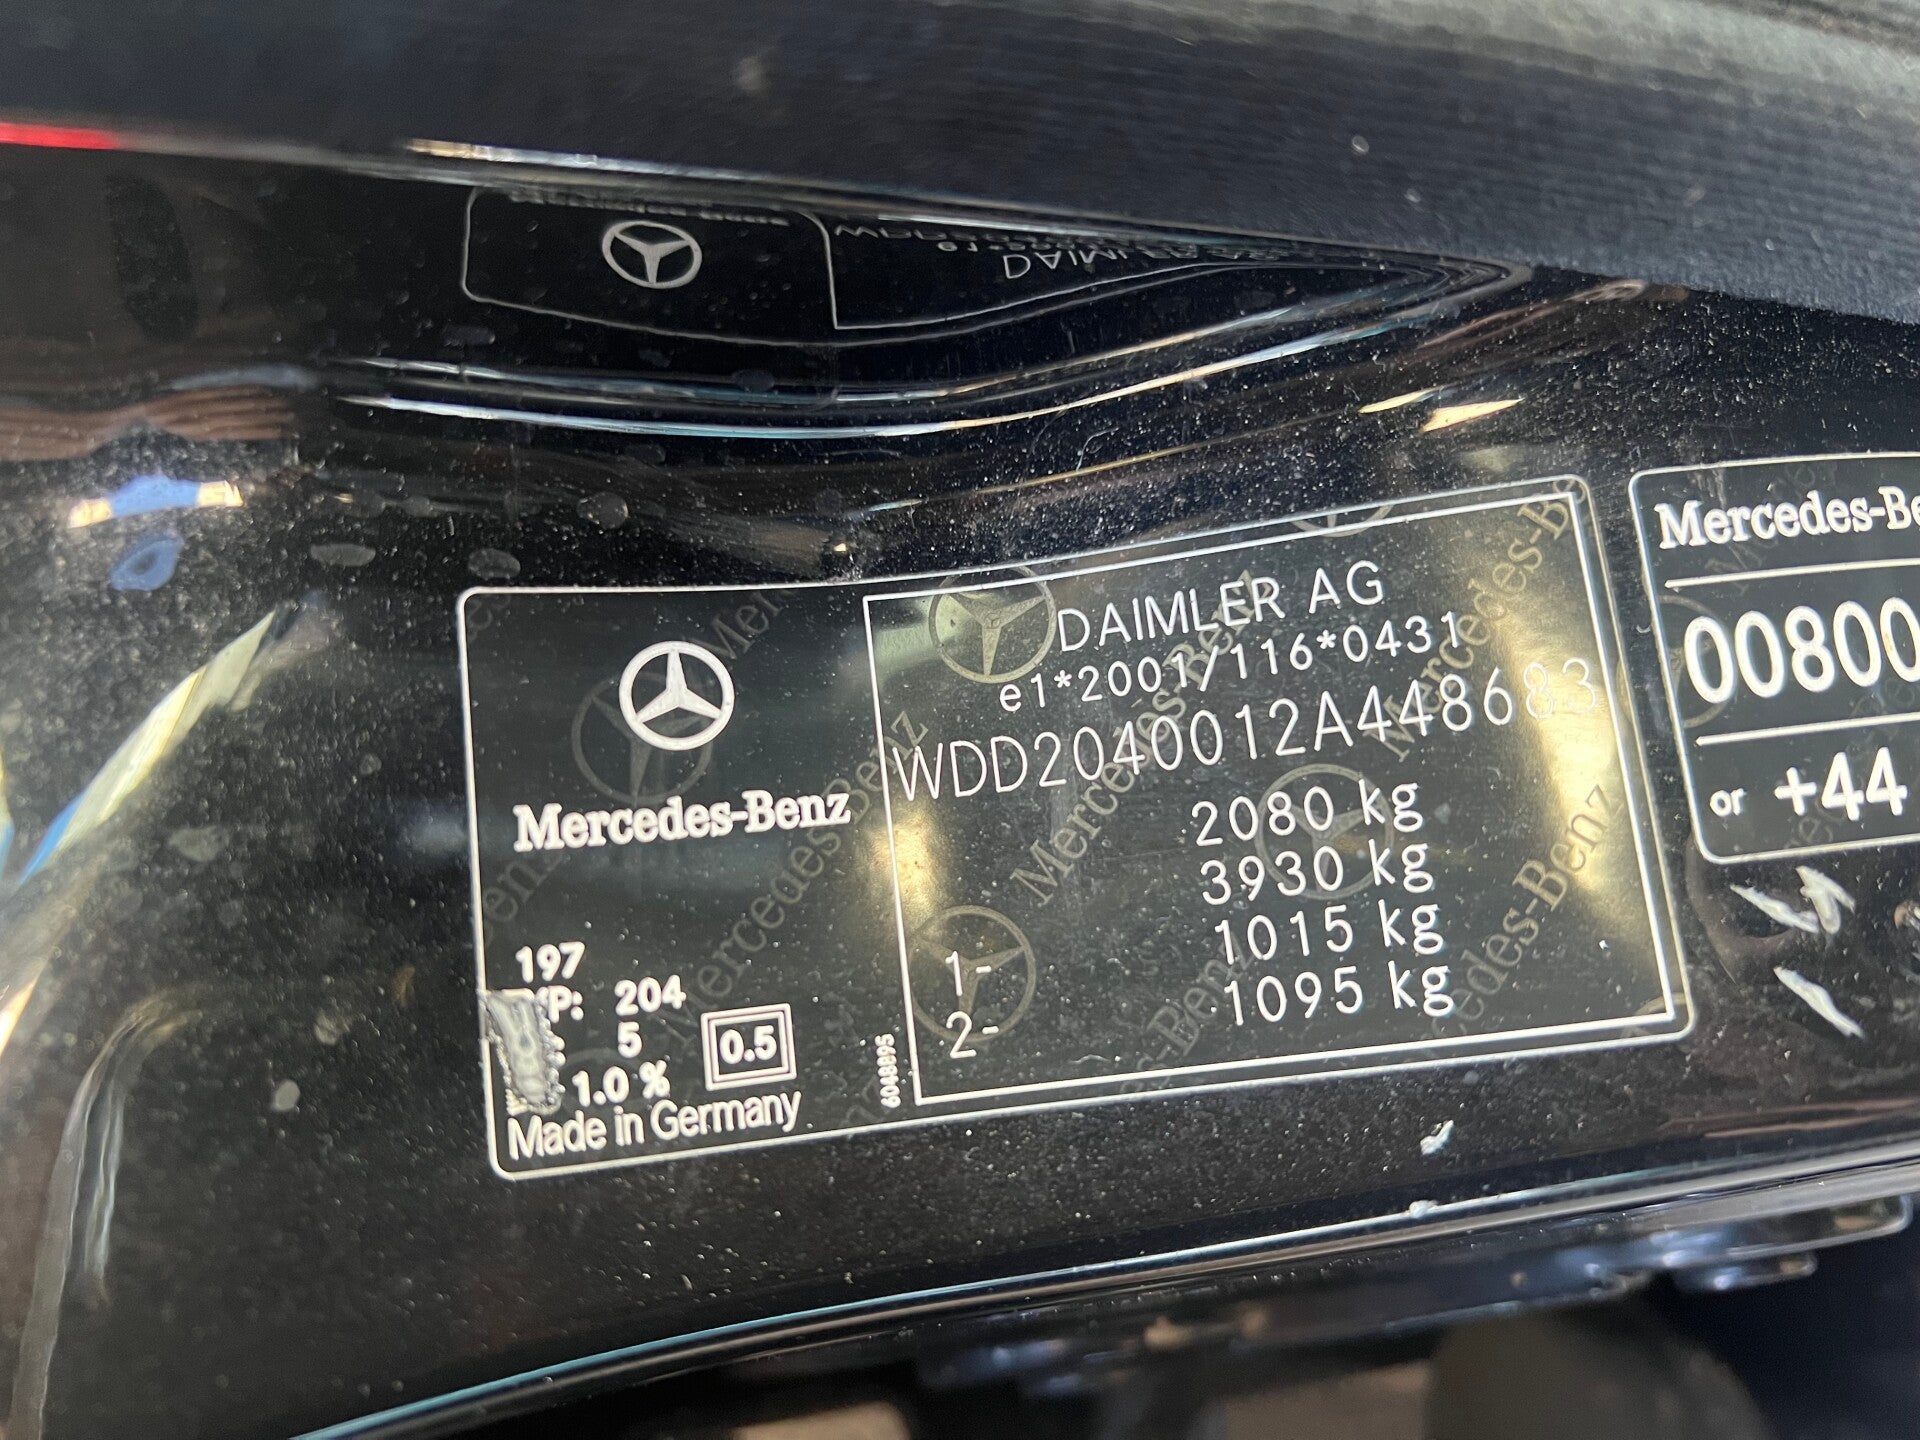 DAIMLER AG
e1*2001/116*0431
WDD2040012A448683
2080 kg
3930 kg
1- 1015 kg
2- 1095 kg
Mercedes-Benz
197
YP: 204
5
1.0 %
0.5
Made in Germany
6048895
Mercedes-Be
00800
or +44